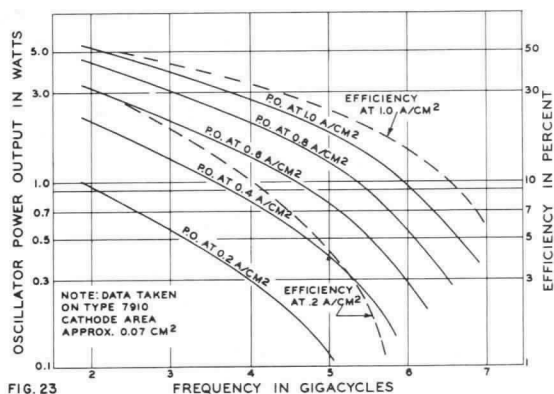 OSCILLATOR POWER OUTPUT IN WATTS
5.0
3.0
1.0
0.7
0.5
0.3
0.1
P.O. AT 1.0 A/CM2
P.O. AT 0.8 A/CM2
P.O. AT 0.6 A/CM2
P.O. AT 0.4 A/CM2
P.O. AT 0.2 A/CM2
EFFICIENCY
AT 1.0 A/CM2
EFFICIENCY
AT .2 A/CM2
NOTE: DATA TAKEN
ON TYPE 7910
CATHODE AREA
APPROX. 0.07 CM2
50
30
10
7
5
3
1
EFFICIENCY IN PERCENT
2
3
4
5
6
7
FIG. 23
FREQUENCY IN GIGACYCLES